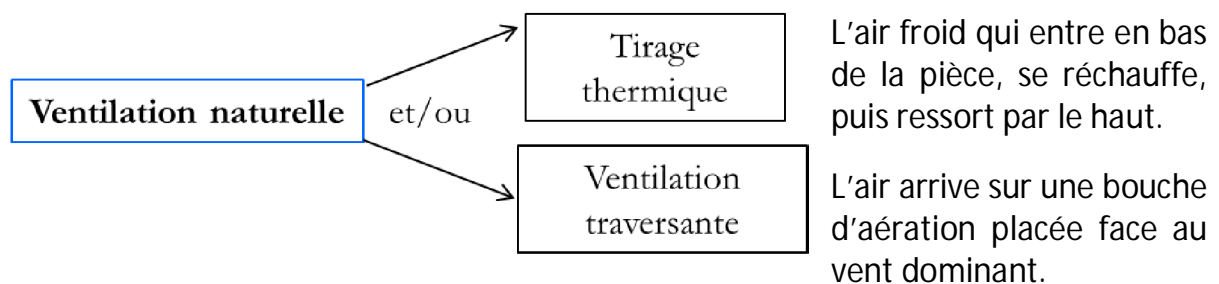 Ventilation naturelle
et/ou
Tirage
thermique
L'air froid qui entre en bas
de la pièce, se réchauffe,
puis ressort par le haut.
Ventilation
traversante
L'air arrive sur une bouche
d'aération placée face au
vent dominant.